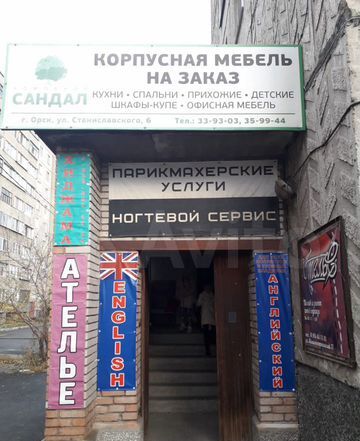 КОРПУСНАЯ МЕБЕЛЬ
НА ЗАКАЗ
САНДАЛ
КУХНИ • СПАЛЬНИ • ПРИХОЖИЕ • ДЕТСКИЕ
ШКАФЫ-КУПЕ • ОФИСНАЯ МЕБЕЛЬ
г. Орск, ул. Станиславского, 6 Тел.: 33-93-03, 35-99-44
ПАРИКМАХЕРСКИЕ
УСЛУГИ
НОГТЕВОЙ СЕРВИС
АТЕЛЬЕ
ENGLISH
АНГЛИЙСКИЙ